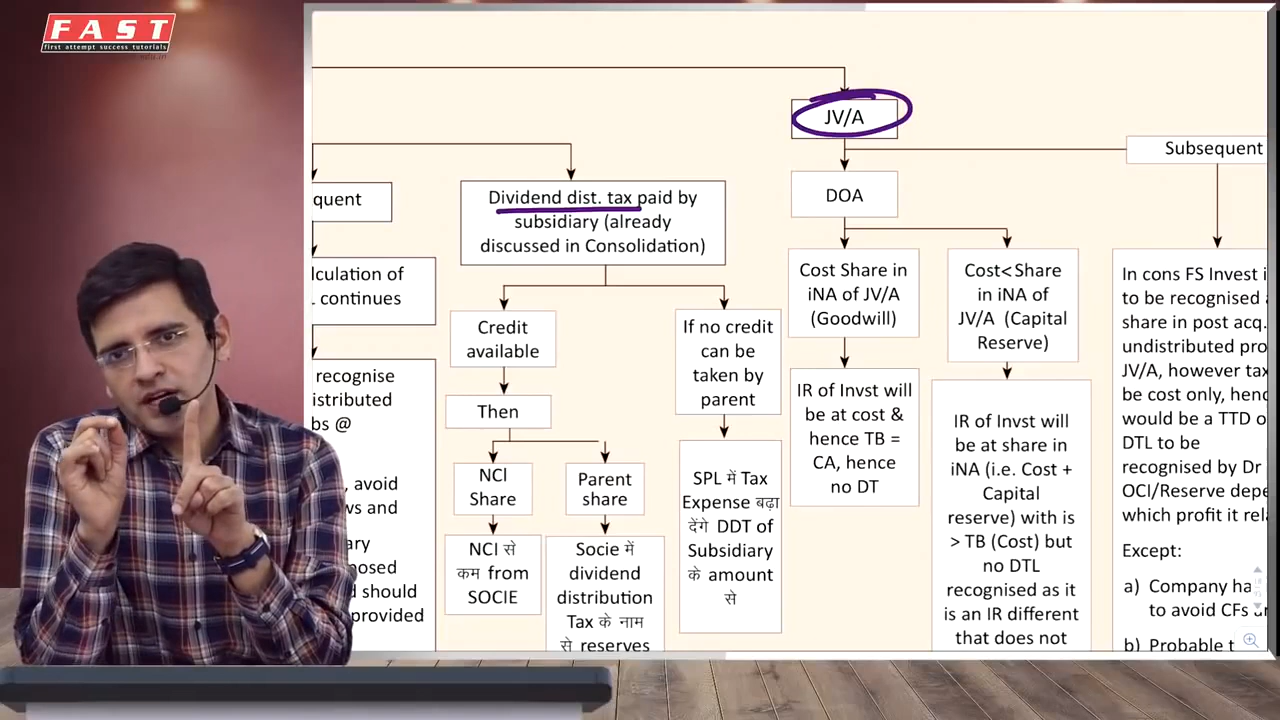 FAST
first attempt success tutorials
JV/A
Subsequent
quent
Dividend dist. tax paid by
subsidiary (already
discussed in Consolidation)
DOA
lculation of
continues
Credit
available
If no credit
can be
taken by
parent
Cost Share in
iNA of JV/A
(Goodwill)
Cost<Share
in iNA of
JV/A (Capital
Reserve)
In cons FS Invest i
to be recognised
share in post acq.
undistributed pro
JV/A, however tax
be cost only, henc
would be a TTD o
DTL to be
recognised by Dr
OCI/Reserve depe
which profit it rela
Except:
a) Company ha
to avoid CFs
b) Probable t
recognise
istributed
bs @
, avoid
ws and
ary
posed
d should
provided
Then
NCl
Share
Parent
share
NCI से
कम from
SOCIE
Socie में
dividend
distribution
Tax के नाम
से reserves
SPL में Tax
Expense बढ़ा
देंगे DDT of
Subsidiary
के amount
से
IR of Invst will
be at cost &
hence TB =
CA, hence
no DT
IR of Invst will
be at share in
iNA (i.e. Cost +
Capital
reserve) with is
> TB (Cost) but
no DTL
recognised as it
is an IR different
that does not